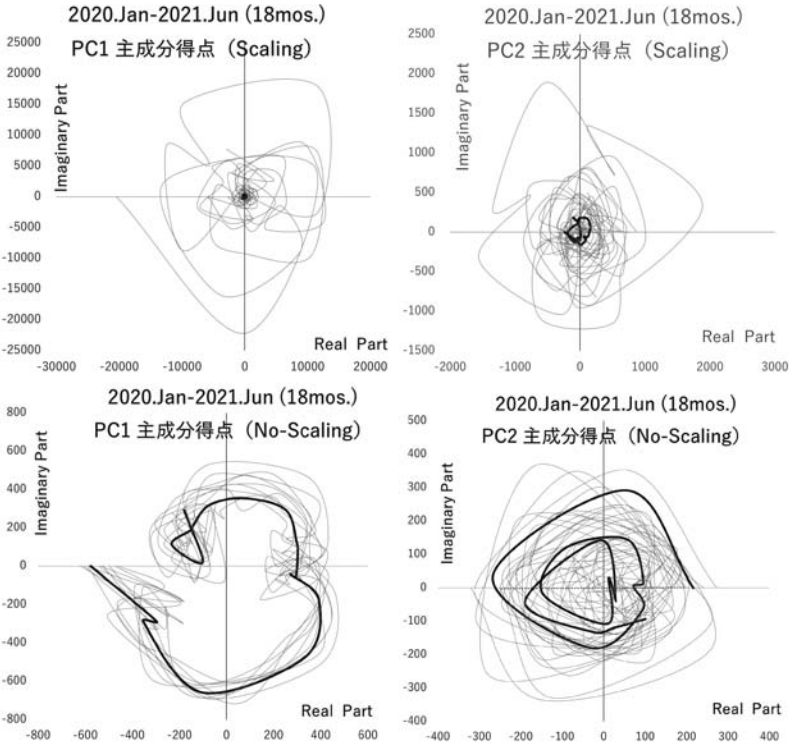 2020.Jan-2021.Jun (18mos.)
PC1 主成分得点（Scaling）
Imaginary Part
25000
20000
15000
10000
5000
0
-5000
-10000
-15000
-20000
-25000
Real Part
-30000 -20000 -10000 0 10000 20000
2020.Jan-2021.Jun (18mos.)
PC2 主成分得点（Scaling）
Imaginary Part
2500
2000
1500
1000
500
0
-500
-1000
-1500
Real Part
-2000 -1000 0 1000 2000 3000
2020.Jan-2021.Jun (18mos.)
PC1 主成分得点（No-Scaling）
Imaginary Part
800
600
400
200
0
-200
-400
-600
-800
Real Part
-800 -600 -400 -200 0 200 400 600
2020.Jan-2021.Jun (18mos.)
PC2 主成分得点（No-Scaling）
Imaginary Part
500
400
300
200
100
0
-100
-200
-300
-400
Real Part
-400 -300 -200 -100 0 100 200 300 400